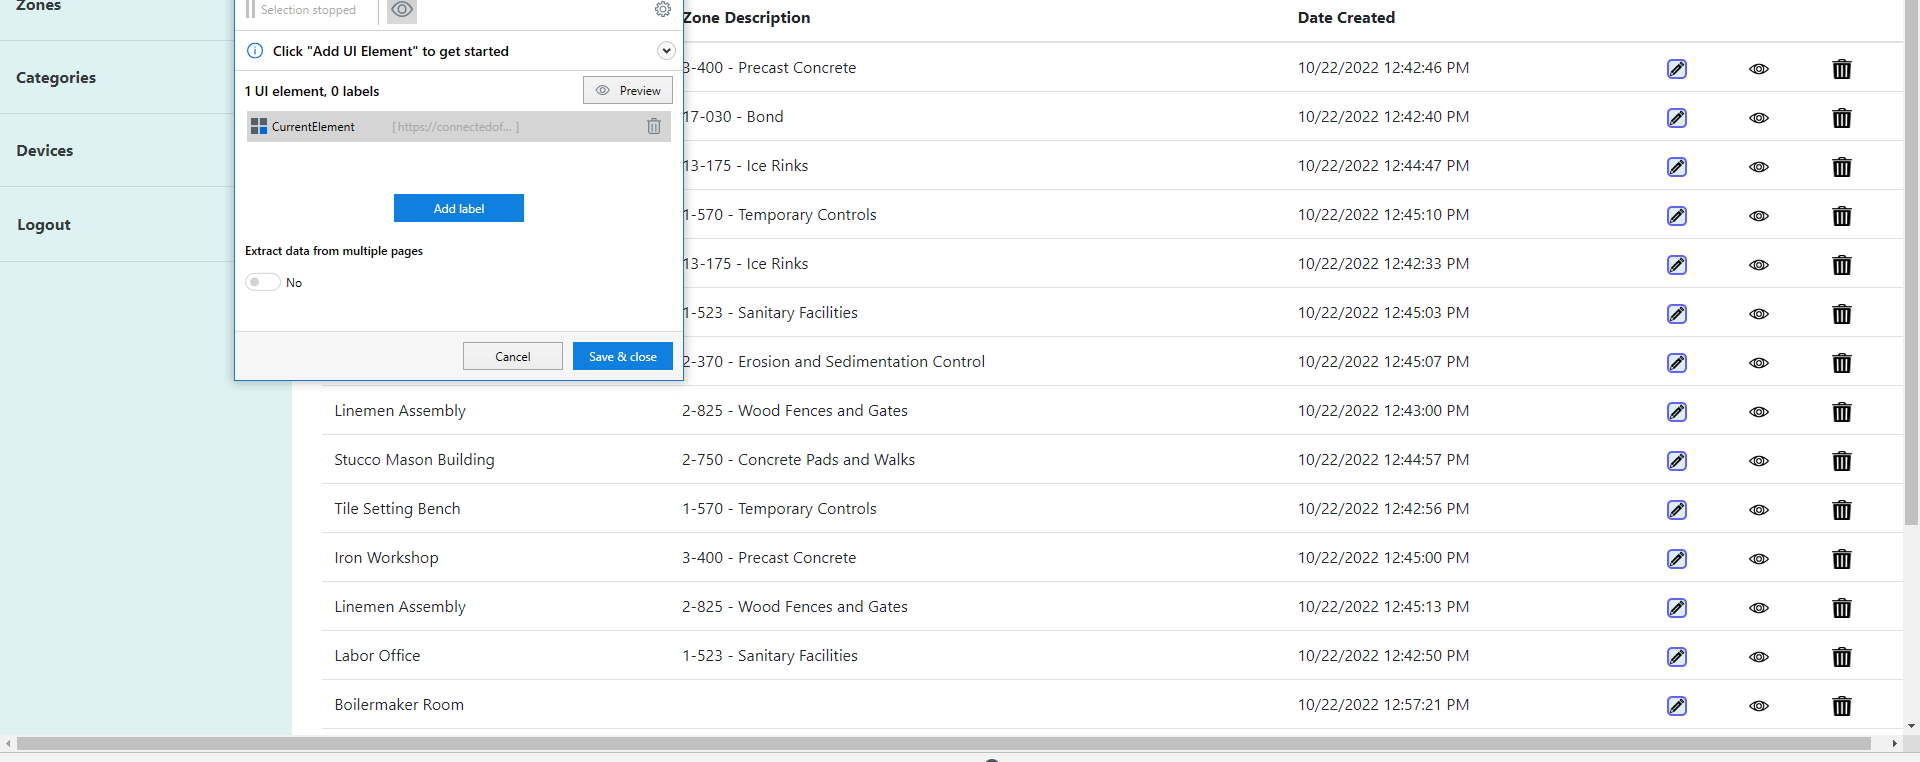 Zones
Categories
Devices
Logout
Selection stopped
Click "Add UI Element" to get started
1 UI element, 0 labels
Preview
CurrentElement [ https://connectedof... ]
Add label
Extract data from multiple pages
No
Cancel
Save & close
Zone Description Date Created
3-400 - Precast Concrete 10/22/2022 12:42:46 PM
17-030 - Bond 10/22/2022 12:42:40 PM
13-175 - Ice Rinks 10/22/2022 12:44:47 PM
1-570 - Temporary Controls 10/22/2022 12:45:10 PM
13-175 - Ice Rinks 10/22/2022 12:42:33 PM
1-523 - Sanitary Facilities 10/22/2022 12:45:03 PM
2-370 - Erosion and Sedimentation Control 10/22/2022 12:45:07 PM
Linemen Assembly 2-825 - Wood Fences and Gates 10/22/2022 12:43:00 PM
Stucco Mason Building 2-750 - Concrete Pads and Walks 10/22/2022 12:44:57 PM
Tile Setting Bench 1-570 - Temporary Controls 10/22/2022 12:42:56 PM
Iron Workshop 3-400 - Precast Concrete 10/22/2022 12:45:00 PM
Linemen Assembly 2-825 - Wood Fences and Gates 10/22/2022 12:45:13 PM
Labor Office 1-523 - Sanitary Facilities 10/22/2022 12:42:50 PM
Boilermaker Room 10/22/2022 12:57:21 PM